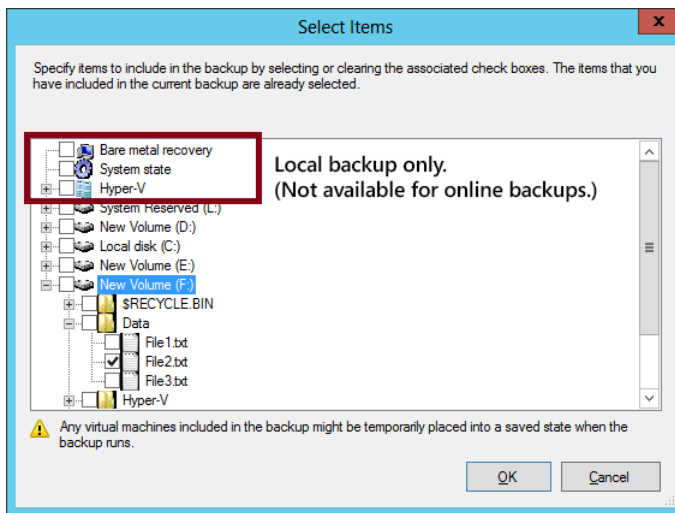 Select Items
x
Specify items to include in the backup by selecting or clearing the associated check boxes. The items that you
have included in the current backup are already selected.
Bare metal recovery
System state
Hyper-V
Local backup only.
(Not available for online backups.)
System Reserved (L:)
New Volume (D:)
Local disk (C:)
New Volume (E:)
New Volume (F:)
$RECYCLE.BIN
Data
File1.txt
File2.txt
File3.txt
Hyper-V
Any virtual machines included in the backup might be temporarily placed into a saved state when the
backup runs.
OK
Cancel